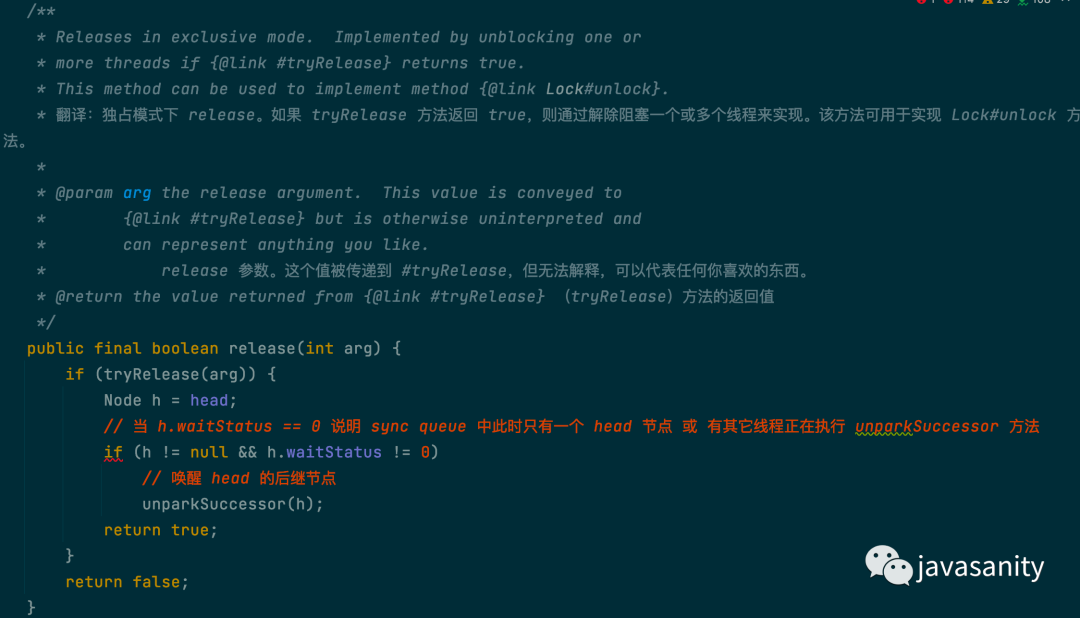 /**
* Releases in exclusive mode.  Implemented by unblocking one or
* more threads if {@link #tryRelease} returns true.
* This method can be used to implement method {@link Lock#unlock}.
* 翻译：独占模式下 release。如果 tryRelease 方法返回 true，则通过解除阻塞一个或多个线程来实现。该方法可用于实现 Lock#unlock 方
法。
*
* @param arg the release argument.  This value is conveyed to
*        {@link #tryRelease} but is otherwise uninterpreted and
*        can represent anything you like.
*            release 参数。这个值被传递到 #tryRelease，但无法解释，可以代表任何你喜欢的东西。
* @return the value returned from {@link #tryRelease} （tryRelease）方法的返回值
*/
public final boolean release(int arg) {
    if (tryRelease(arg)) {
        Node h = head;
        // 当 h.waitStatus == 0 说明 sync queue 中此时只有一个 head 节点 或 有其它线程正在执行 unparkSuccessor 方法
        if (h != null && h.waitStatus != 0)
            // 唤醒 head 的后继节点
            unparkSuccessor(h);
        return true;
    }
    return false;
}
javasanity